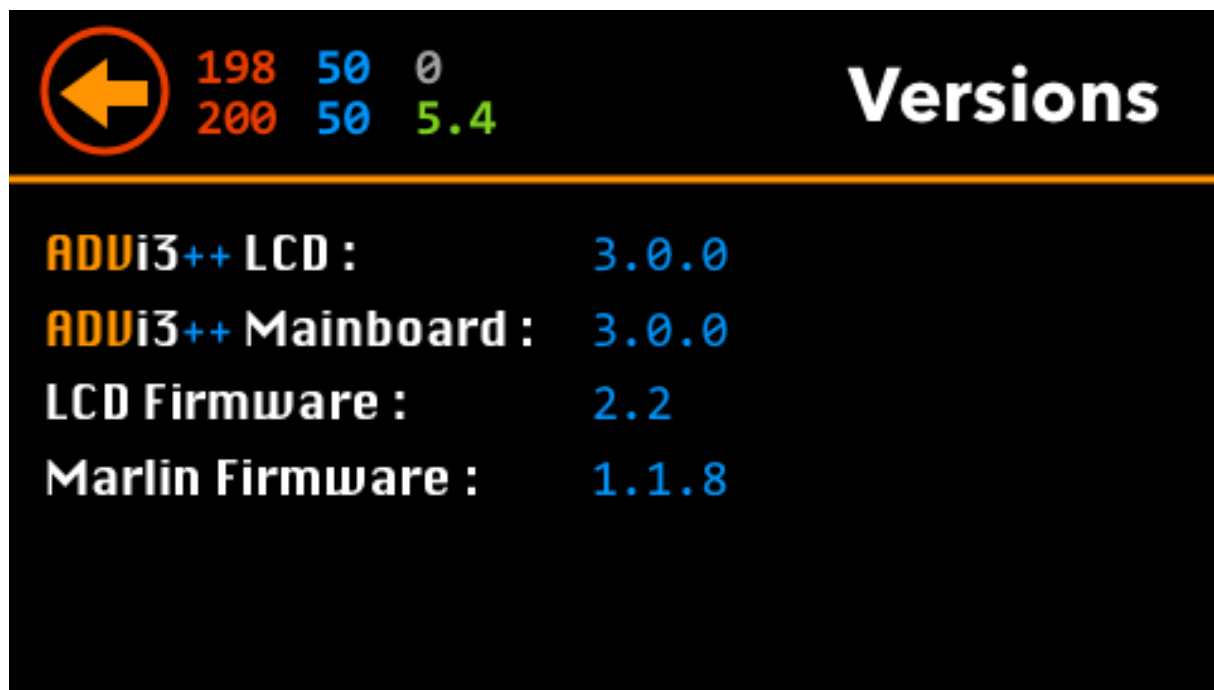 198 50 0
200 50 5.4
Versions
ADVi3++ LCD : 3.0.0
ADVi3++ Mainboard : 3.0.0
LCD Firmware : 2.2
Marlin Firmware : 1.1.8